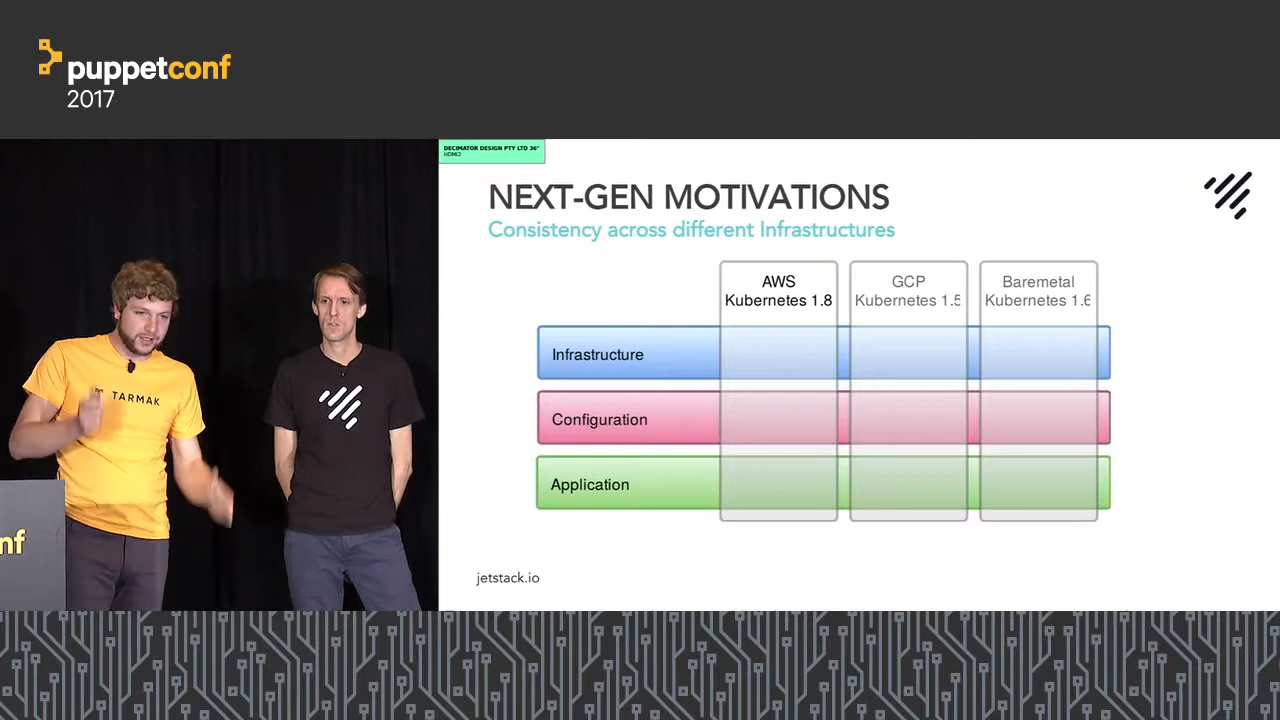 puppetconf
2017
DECIMATOR DESIGN PTY LTD 36"
HDMI2
NEXT-GEN MOTIVATIONS
Consistency across different Infrastructures
AWS
Kubernetes 1.8
GCP
Kubernetes 1.5
Baremetal
Kubernetes 1.6
Infrastructure
Configuration
Application
jetstack.io
TARMAK
nf